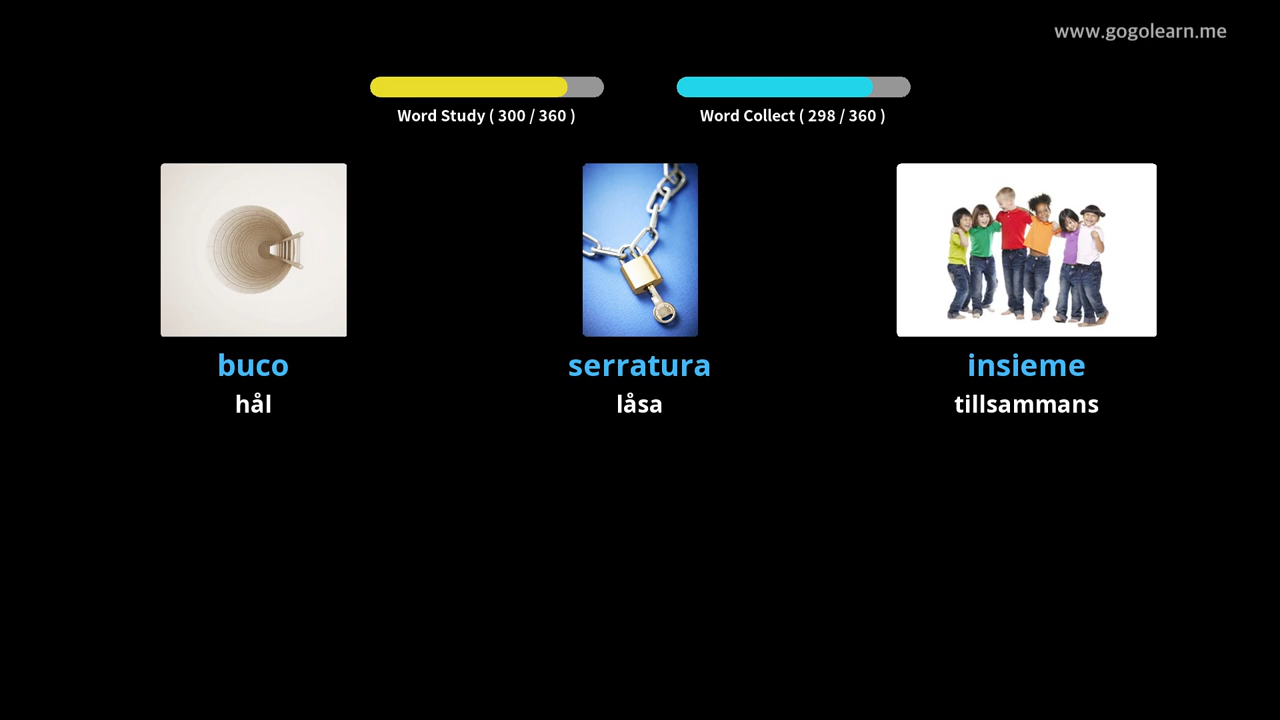 www.gogolearn.me
Word Study ( 300 / 360 )
Word Collect ( 298 / 360 )
buco
serratura
insieme
hål
låsa
tillsammans